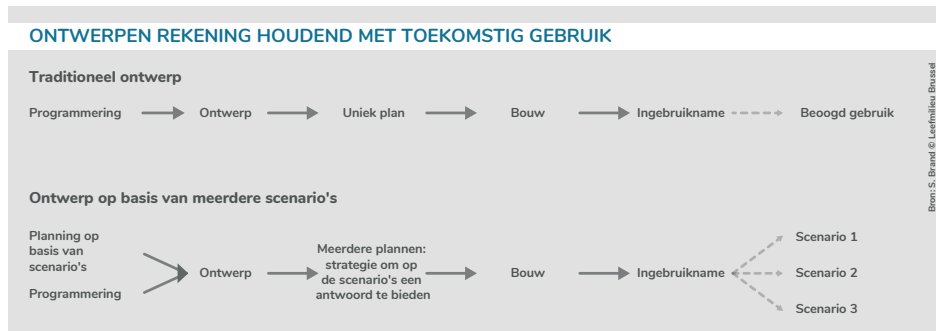 ONTWERPEN REKENING HOUDEND MET TOEKOMSTIG GEBRUIK
Traditioneel ontwerp
Programmering
Ontwerp
Uniek plan
Bouw
Ingebruikname
Beoogd gebruik
Ontwerp op basis van meerdere scenario's
Planning op
basis van
scenario's
Programmering
Ontwerp
Meerdere plannen:
strategie om op
de scenario's een
antwoord te bieden
Bouw
Ingebruikname
Scenario 1
Scenario 2
Scenario 3
Bron: S. Brand © Leefmilieu Brussel